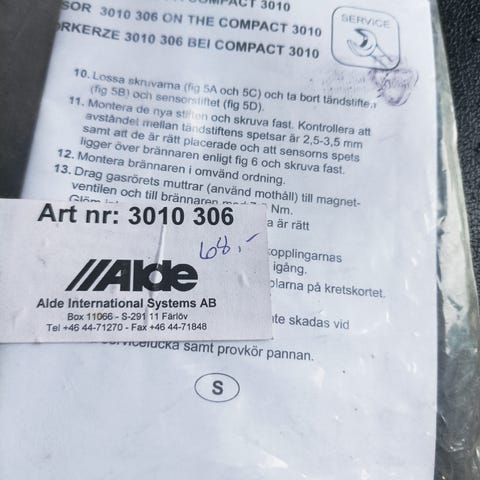 COMPACT 3010
SOR 3010 306 ON THE COMPACT 3010
3010 306 BEI COMPACT 3010
SERVICE
10. Lossa skruvarna (fig 5A och 5C) och ta bort tändstiften
(fig 5B) och sensorstiftet (fig 5D).
11. Montera de nya stiften och skruva fast. Kontrollera att
avståndet mellan tändstiftens spetsar är 2,5-3,5 mm
samt att de är rätt placerade och att sensorns spets
ligger över brännaren enligt fig 6 och skruva fast.
12. Montera brännaren i omvänd ordning.
13. Drag gasrörets muttrar (använd mothåll) till magnet-
ventilen och till brännaren Nm.
a är rätt
Art nr: 3010 306
68.-
kopplingarnas
igång.
Alde
plarna på kretskortet.
Alde International Systems AB
Box 11066 - S-291 11 Färlöv
Tel +46 44-71270 - Fax +46 44-71848
nte skadas vid
servicelucka samt provkör pannan.
S